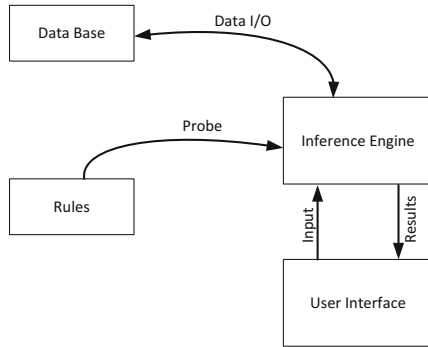 Data Base
Data I/O
Probe
Inference Engine
Rules
Input
Results
User Interface